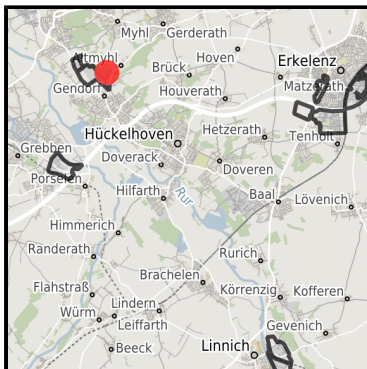 Myhl
Gerderath
Altmyhl
Hoven
Erkelenz
Brück
Gendorf
Houverath
Matzerath
Hückelhoven
Hetzerath
Tenholt
Grebben
Doverack
Doveren
Porselen
Hilfarth
Rur
Baal
Lövenich
Himmerich
Randerath
Rurich
Brachelen
Flahstraß
Körrenzig
Kofferen
Lindern
Würm
Leiffarth
Gevenich
Beeck
Linnich